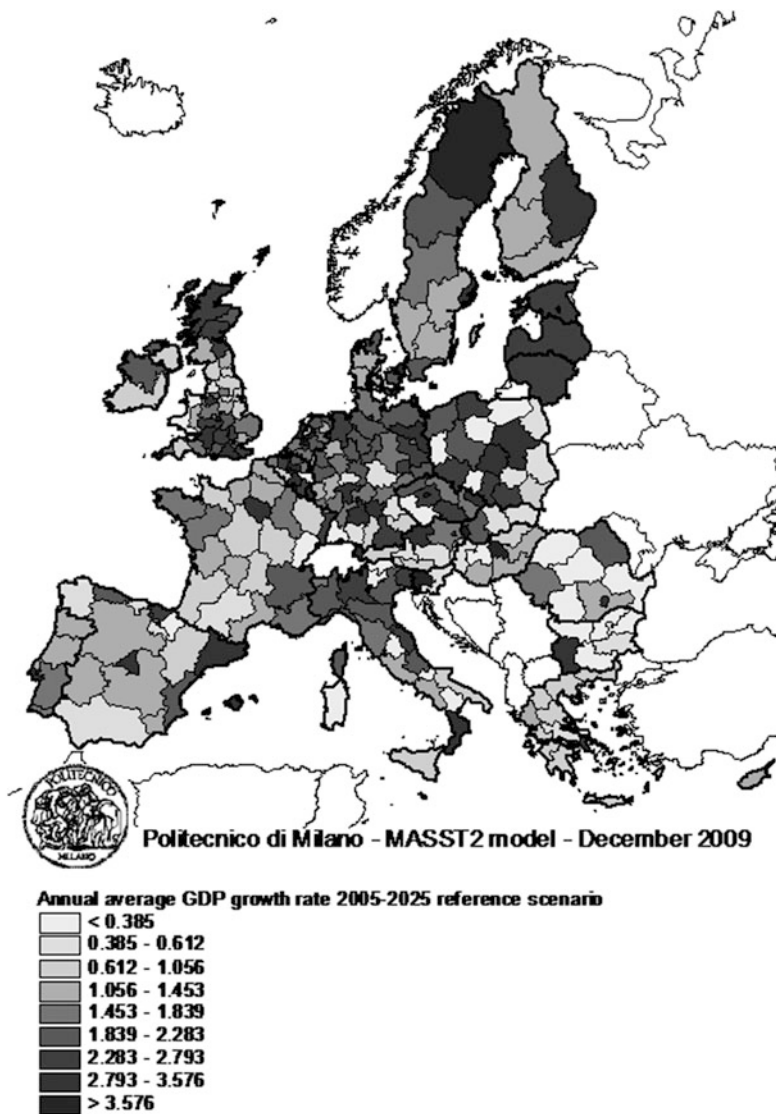 POLITECNICO
MILANO
Politecnico di Milano - MASST2 model - December 2009
Annual average GDP growth rate 2005-2025 reference scenario
< 0.385
0.385 - 0.612
0.612 - 1.056
1.056 - 1.453
1.453 - 1.839
1.839 - 2.283
2.283 - 2.793
2.793 - 3.576
> 3.576